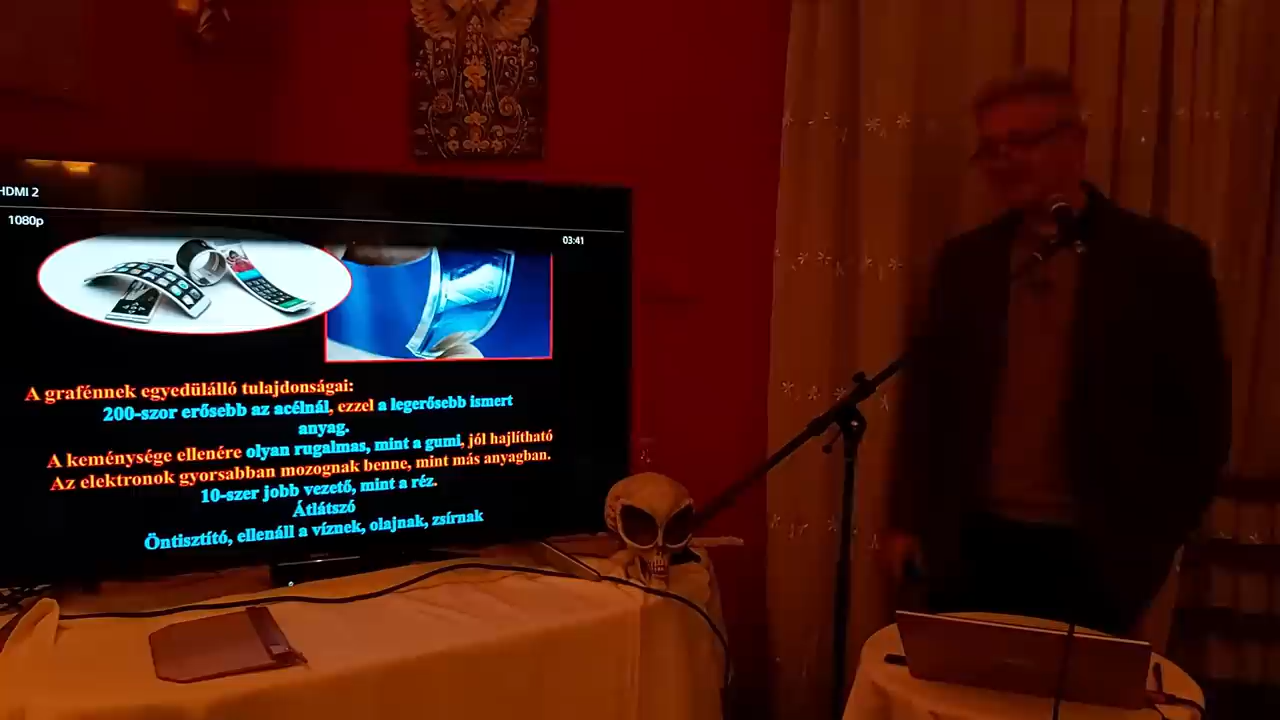 HDMI 2
1080p
03:41
A grafénnek egyedülálló tulajdonságai:
200-szor erősebb az acélnál, ezzel a legerősebb ismert
anyag.
A keménysége ellenére olyan rugalmas, mint a gumi, jól hajlítható
Az elektronok gyorsabban mozognak benne, mint más anyagban.
10-szer jobb vezető, mint a réz.
Átlátszó
Öntisztító, ellenáll a víznek, olajnak, zsírnak